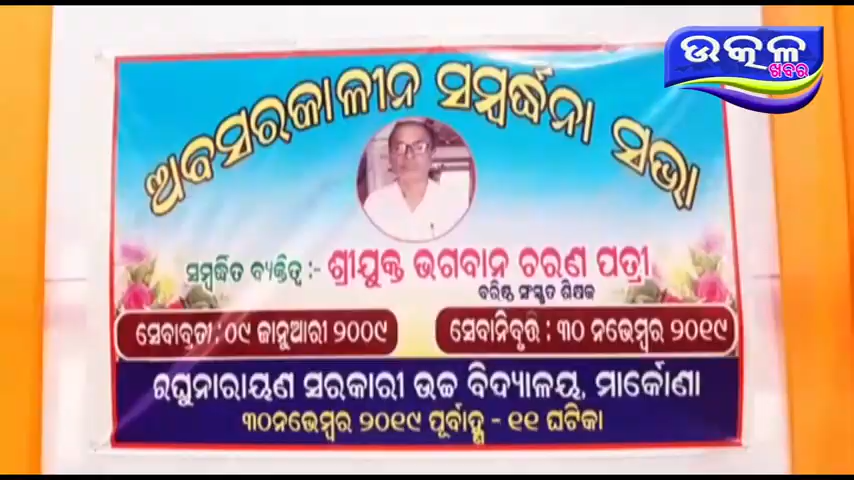 ଉତ୍କଳ
ଖବର
ଅବସରକାଳୀନ ସମ୍ବର୍ଦ୍ଧନା ସଭା
ସମ୍ବର୍ଦ୍ଧିତ ବ୍ୟକ୍ତିତ୍ୱ :- ଶ୍ରୀଯୁକ୍ତ ଭଗବାନ ଚରଣ ପତ୍ରୀ
ବରିଷ୍ଠ ସଂସ୍କୃତ ଶିକ୍ଷକ
ସେବାବ୍ରତୀ : ୦୯ ଜାନୁଆରୀ ୨୦୦୯
ସେବାନିବୃତ୍ତି : ୩୦ ନଭେମ୍ବର ୨୦୧୯
ରଘୁନାରାୟଣ ସରକାରୀ ଉଚ୍ଚ ବିଦ୍ୟାଳୟ, ମାର୍କୋଣା
୩୦ନଭେମ୍ବର ୨୦୧୯ ପୂର୍ବାହ୍ନ - ୧୧ ଘଟିକା